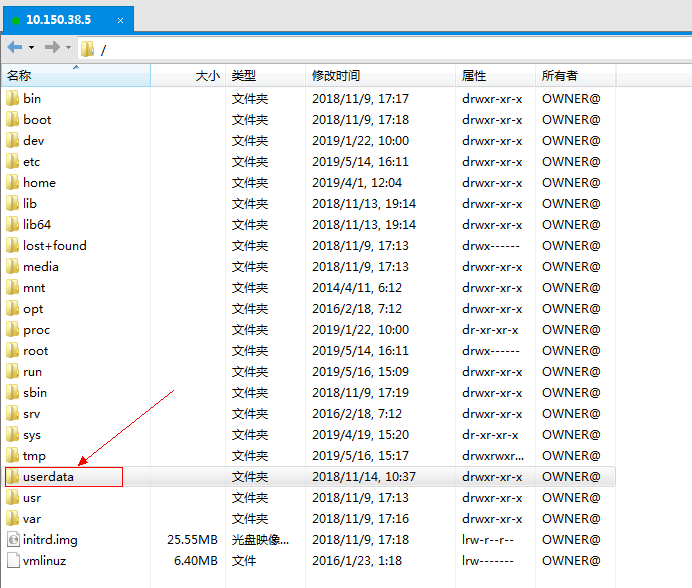 10.150.38.5 ×
/
名称 大小 类型 修改时间 属性 所有者
bin 文件夹 2018/11/9, 17:17 drwxr-xr-x OWNER@
boot 文件夹 2018/11/9, 17:18 drwxr-xr-x OWNER@
dev 文件夹 2019/1/22, 10:00 drwxr-xr-x OWNER@
etc 文件夹 2019/5/14, 16:11 drwxr-xr-x OWNER@
home 文件夹 2019/4/1, 12:04 drwxr-xr-x OWNER@
lib 文件夹 2018/11/13, 19:14 drwxr-xr-x OWNER@
lib64 文件夹 2018/11/13, 19:14 drwxr-xr-x OWNER@
lost+found 文件夹 2018/11/9, 17:13 drwx------ OWNER@
media 文件夹 2018/11/9, 17:13 drwxr-xr-x OWNER@
mnt 文件夹 2014/4/11, 6:12 drwxr-xr-x OWNER@
opt 文件夹 2016/2/18, 7:12 drwxr-xr-x OWNER@
proc 文件夹 2019/1/22, 10:00 dr-xr-xr-x OWNER@
root 文件夹 2019/5/14, 16:11 drwx------ OWNER@
run 文件夹 2019/5/16, 15:09 drwxr-xr-x OWNER@
sbin 文件夹 2018/11/9, 17:19 drwxr-xr-x OWNER@
srv 文件夹 2016/2/18, 7:12 drwxr-xr-x OWNER@
sys 文件夹 2019/4/19, 15:20 dr-xr-xr-x OWNER@
tmp 文件夹 2019/5/16, 15:17 drwxrwxr... OWNER@
userdata 文件夹 2018/11/14, 10:37 drwxr-xr-x OWNER@
usr 文件夹 2018/11/9, 17:13 drwxr-xr-x OWNER@
var 文件夹 2018/11/9, 17:16 drwxr-xr-x OWNER@
initrd.img 25.55MB 光盘映像... 2018/11/9, 17:18 lrw-r--r-- OWNER@
vmlinuz 6.40MB 文件 2016/1/23, 1:18 lrw------- OWNER@